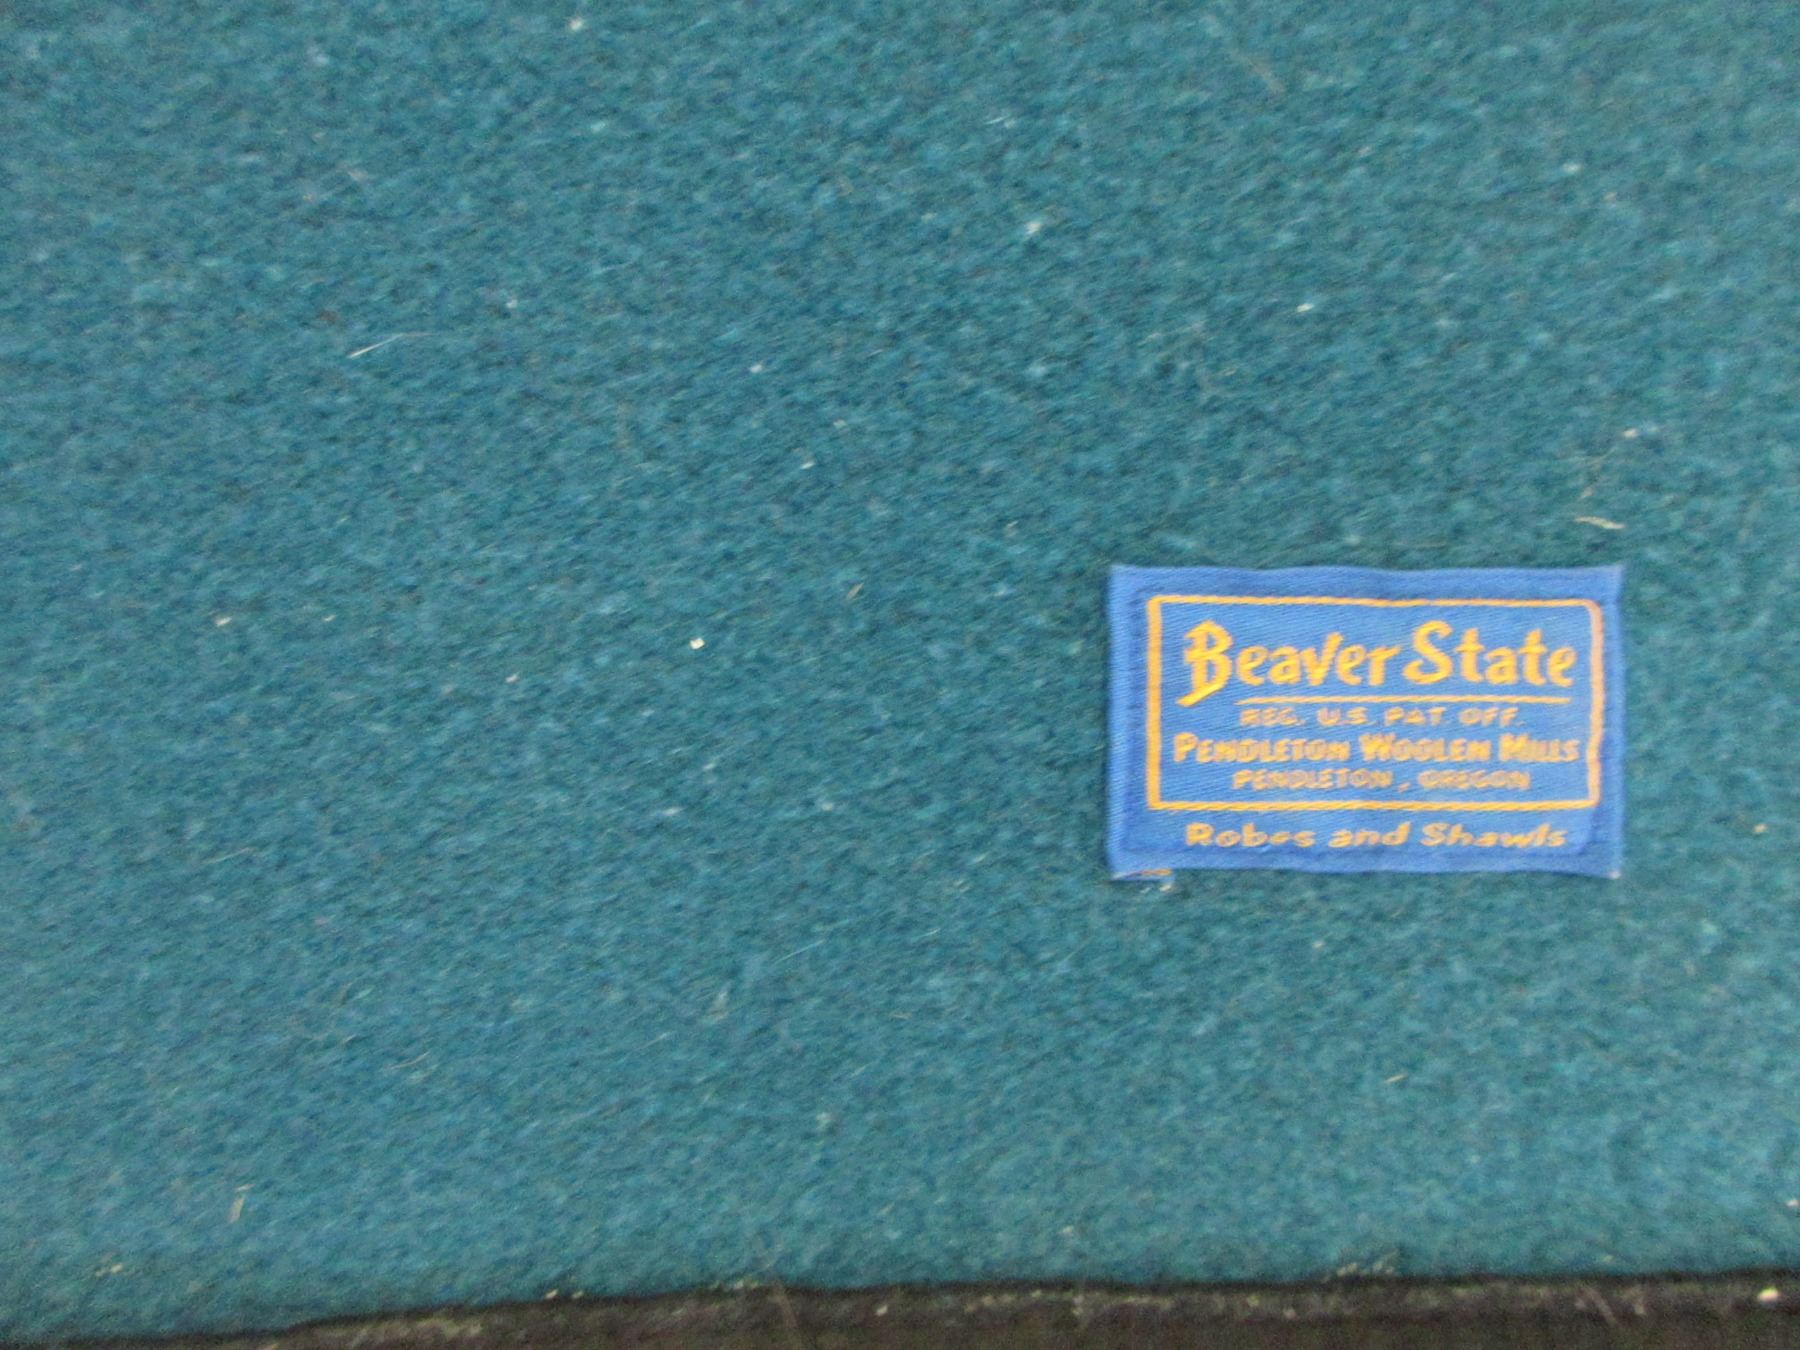 Beaver State
REG. U.S. PAT. OFF.
PENDLETON WOOLEN MILLS
PENDLETON, OREGON
Robes and Shawls